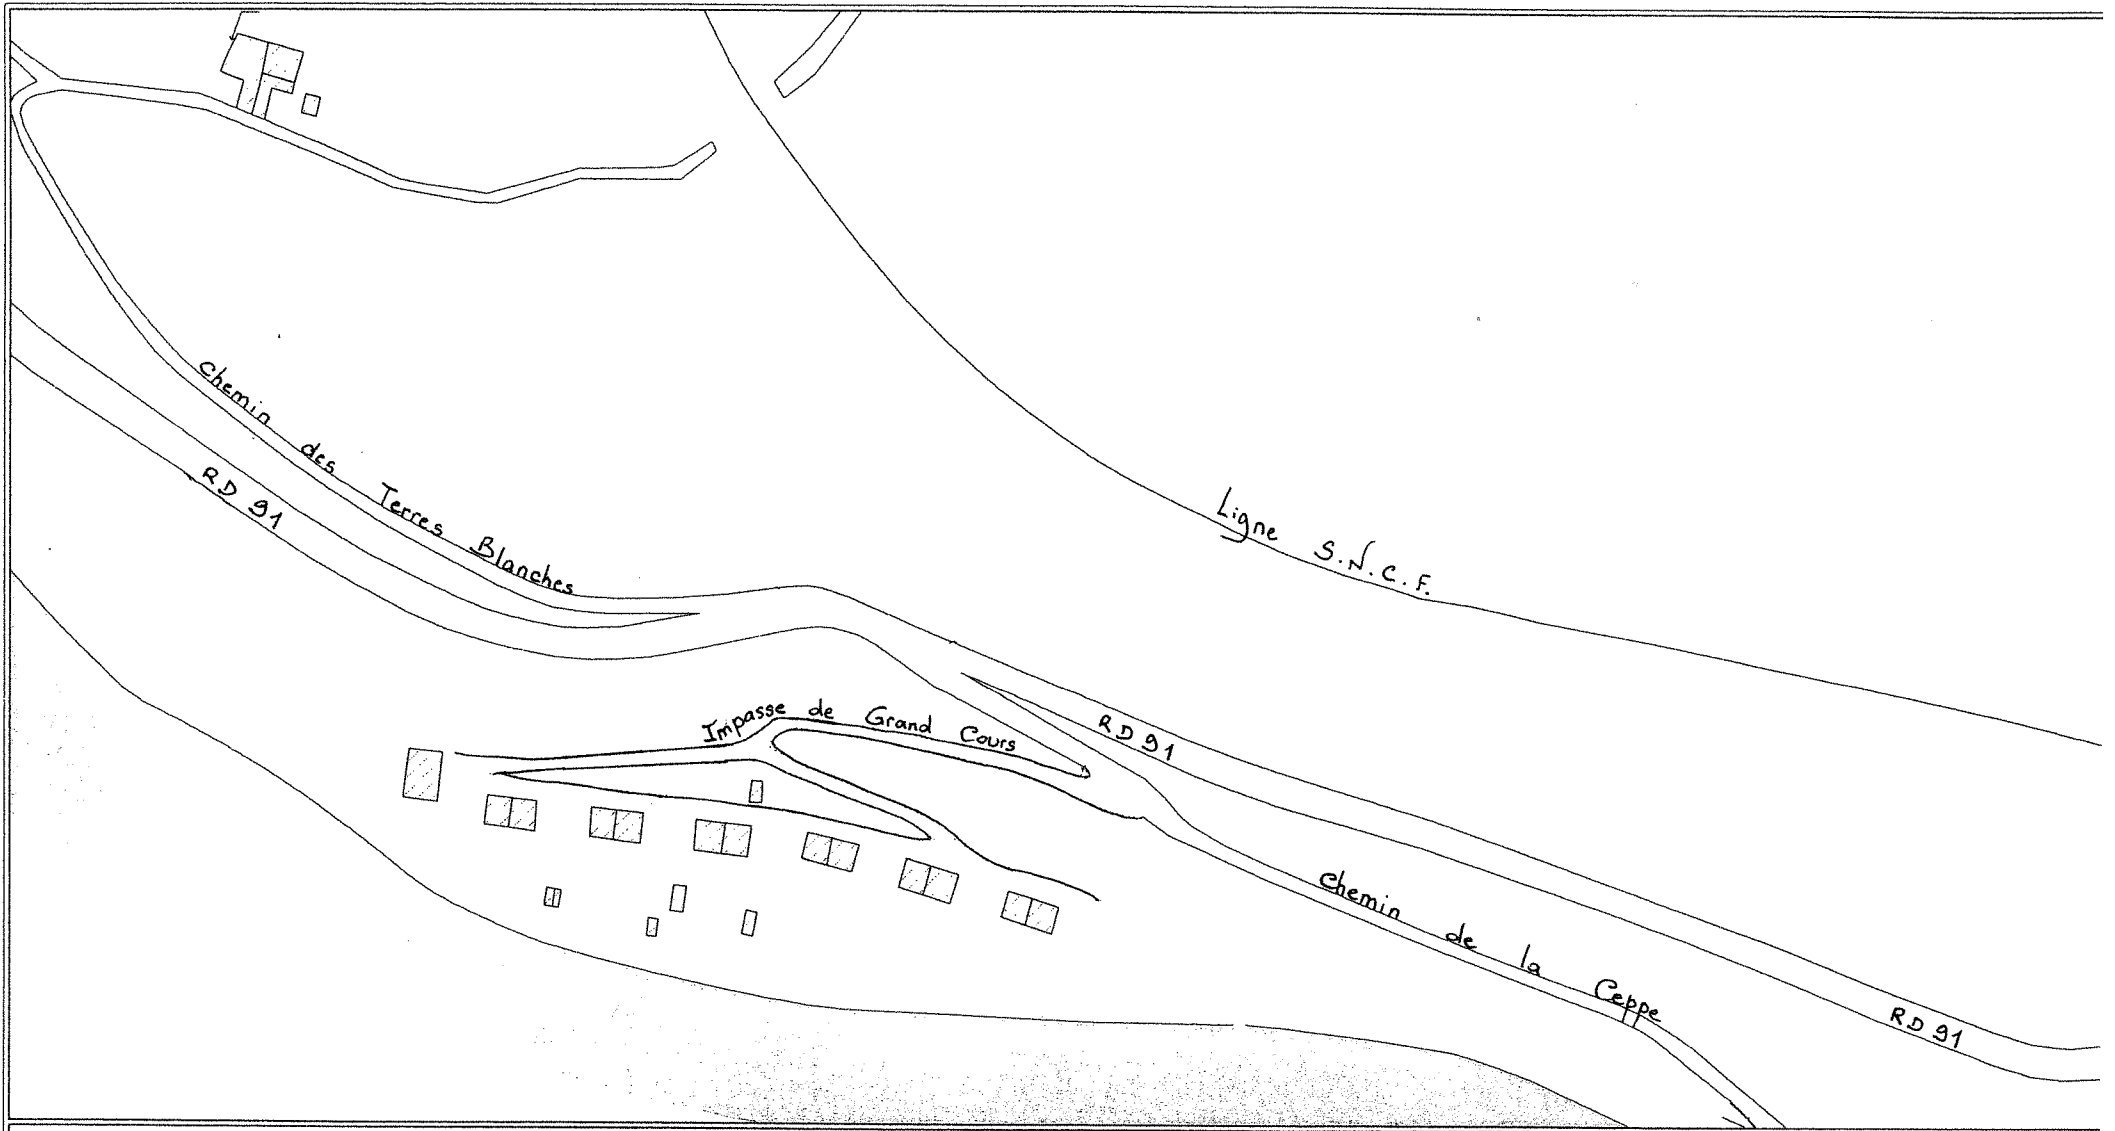 Chemin des Terres Blanches
RD 91
Ligne S.N.C.F.
Impasse de Grand Cours
RD 91
Chemin de la Ceppe
RD 91